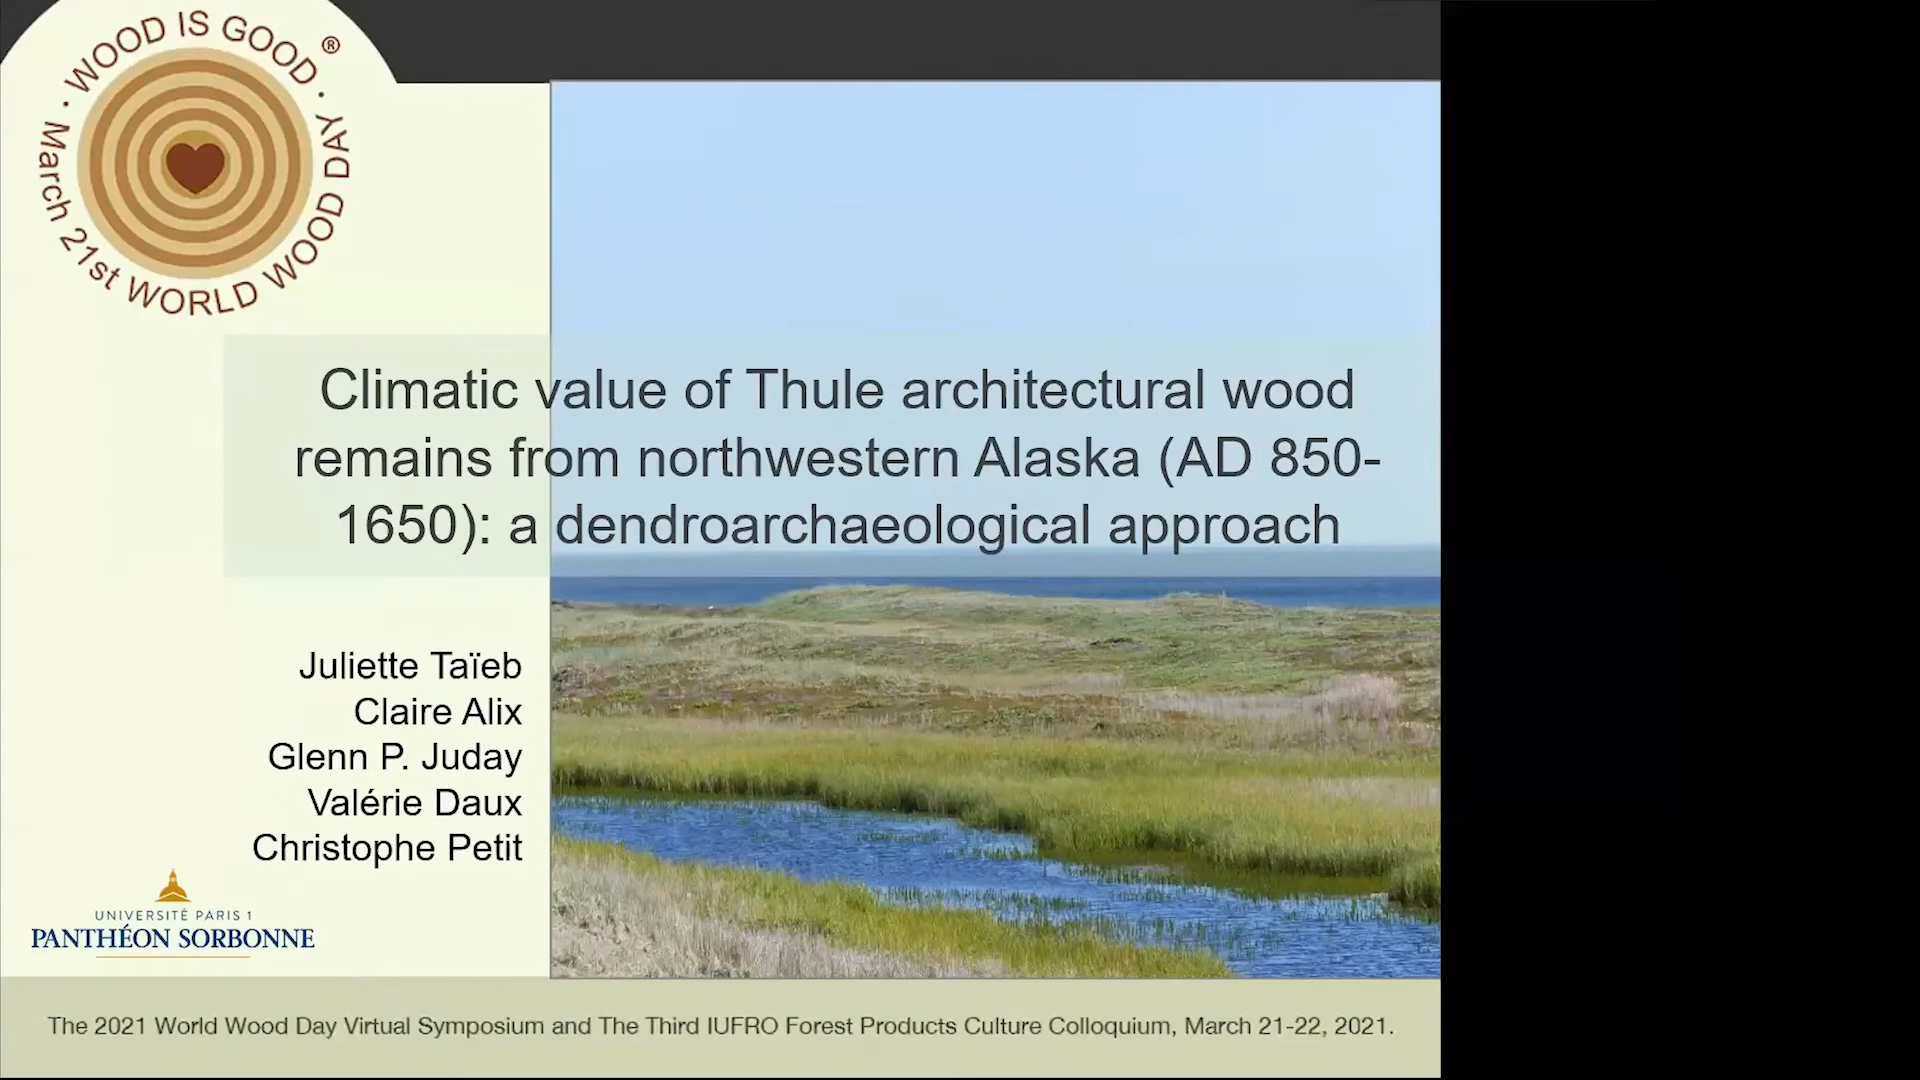 · WOOD IS GOOD ·
®
March 21st WORLD WOOD DAY
Climatic value of Thule architectural wood
remains from northwestern Alaska (AD 850-
1650): a dendroarchaeological approach
Juliette Taïeb
Claire Alix
Glenn P. Juday
Valérie Daux
Christophe Petit
UNIVERSITÉ PARIS 1
PANTHÉON SORBONNE
The 2021 World Wood Day Virtual Symposium and The Third IUFRO Forest Products Culture Colloquium, March 21-22, 2021.